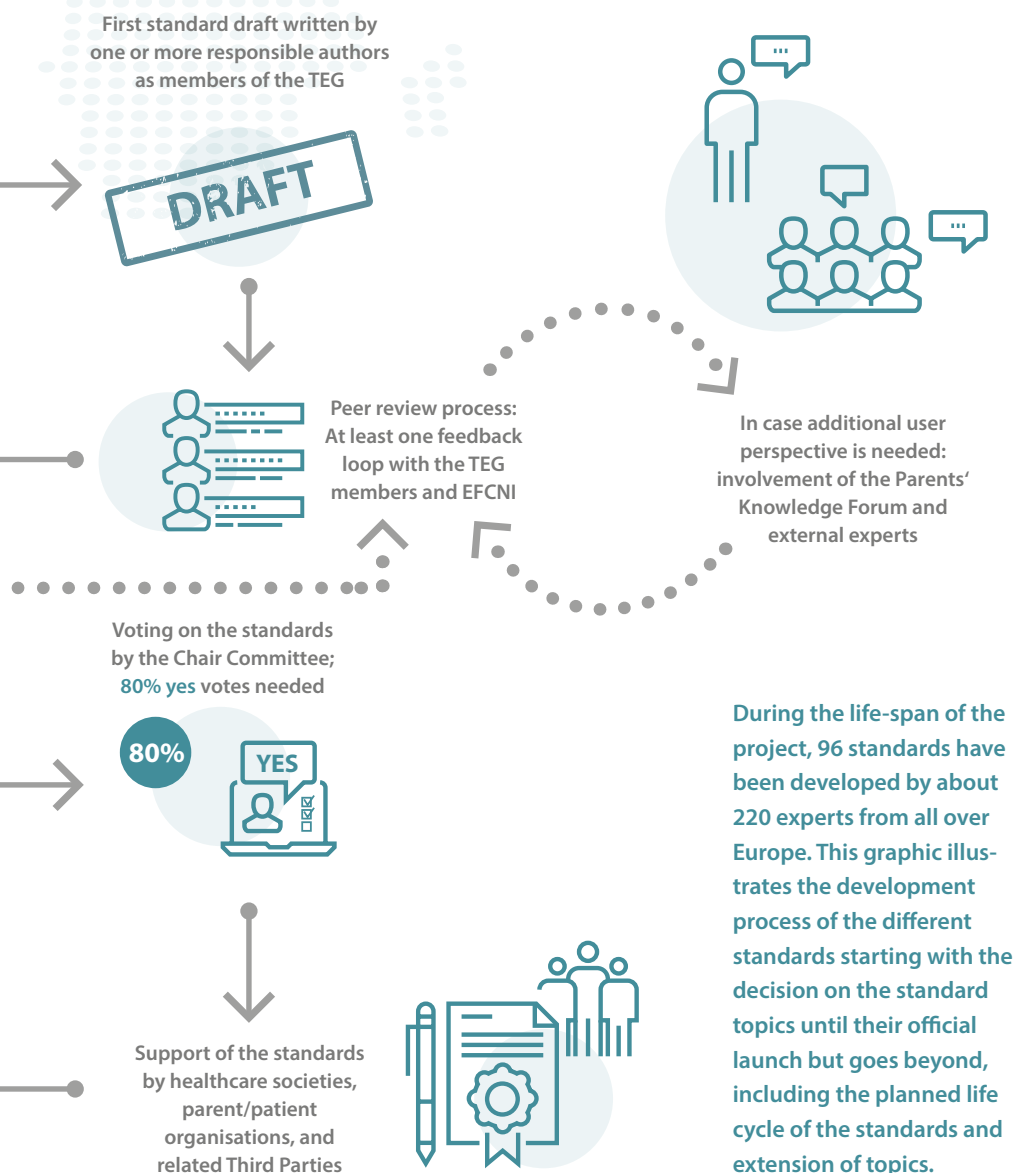 First standard draft written by
one or more responsible authors
as members of the TEG
DRAFT
Peer review process:
At least one feedback
loop with the TEG
members and EFCNI
In case additional user
perspective is needed:
involvement of the Parents‘
Knowledge Forum and
external experts
Voting on the standards
by the Chair Committee;
80% yes votes needed
80%
YES
During the life-span of the
project, 96 standards have
been developed by about
220 experts from all over
Europe. This graphic illus-
trates the development
process of the different
standards starting with the
decision on the standard
topics until their official
launch but goes beyond,
including the planned life
cycle of the standards and
extension of topics.
Support of the standards
by healthcare societies,
parent/patient
organisations, and
related Third Parties